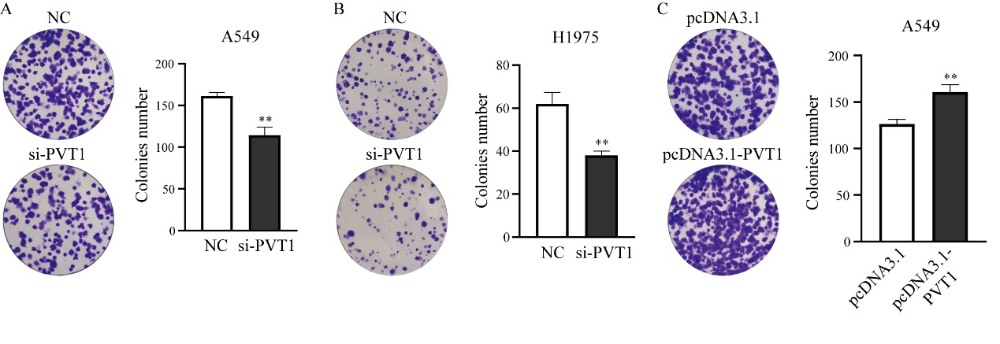 A
NC
si-PVT1
A549
Colonies number
200
150
100
50
0
**
NC si-PVT1
B
NC
si-PVT1
H1975
Colonies number
80
60
40
20
0
**
NC si-PVT1
C
pcDNA3.1
pcDNA3.1-PVT1
A549
Colonies number
200
150
100
50
0
**
pcDNA3.1
pcDNA3.1-
PVT1